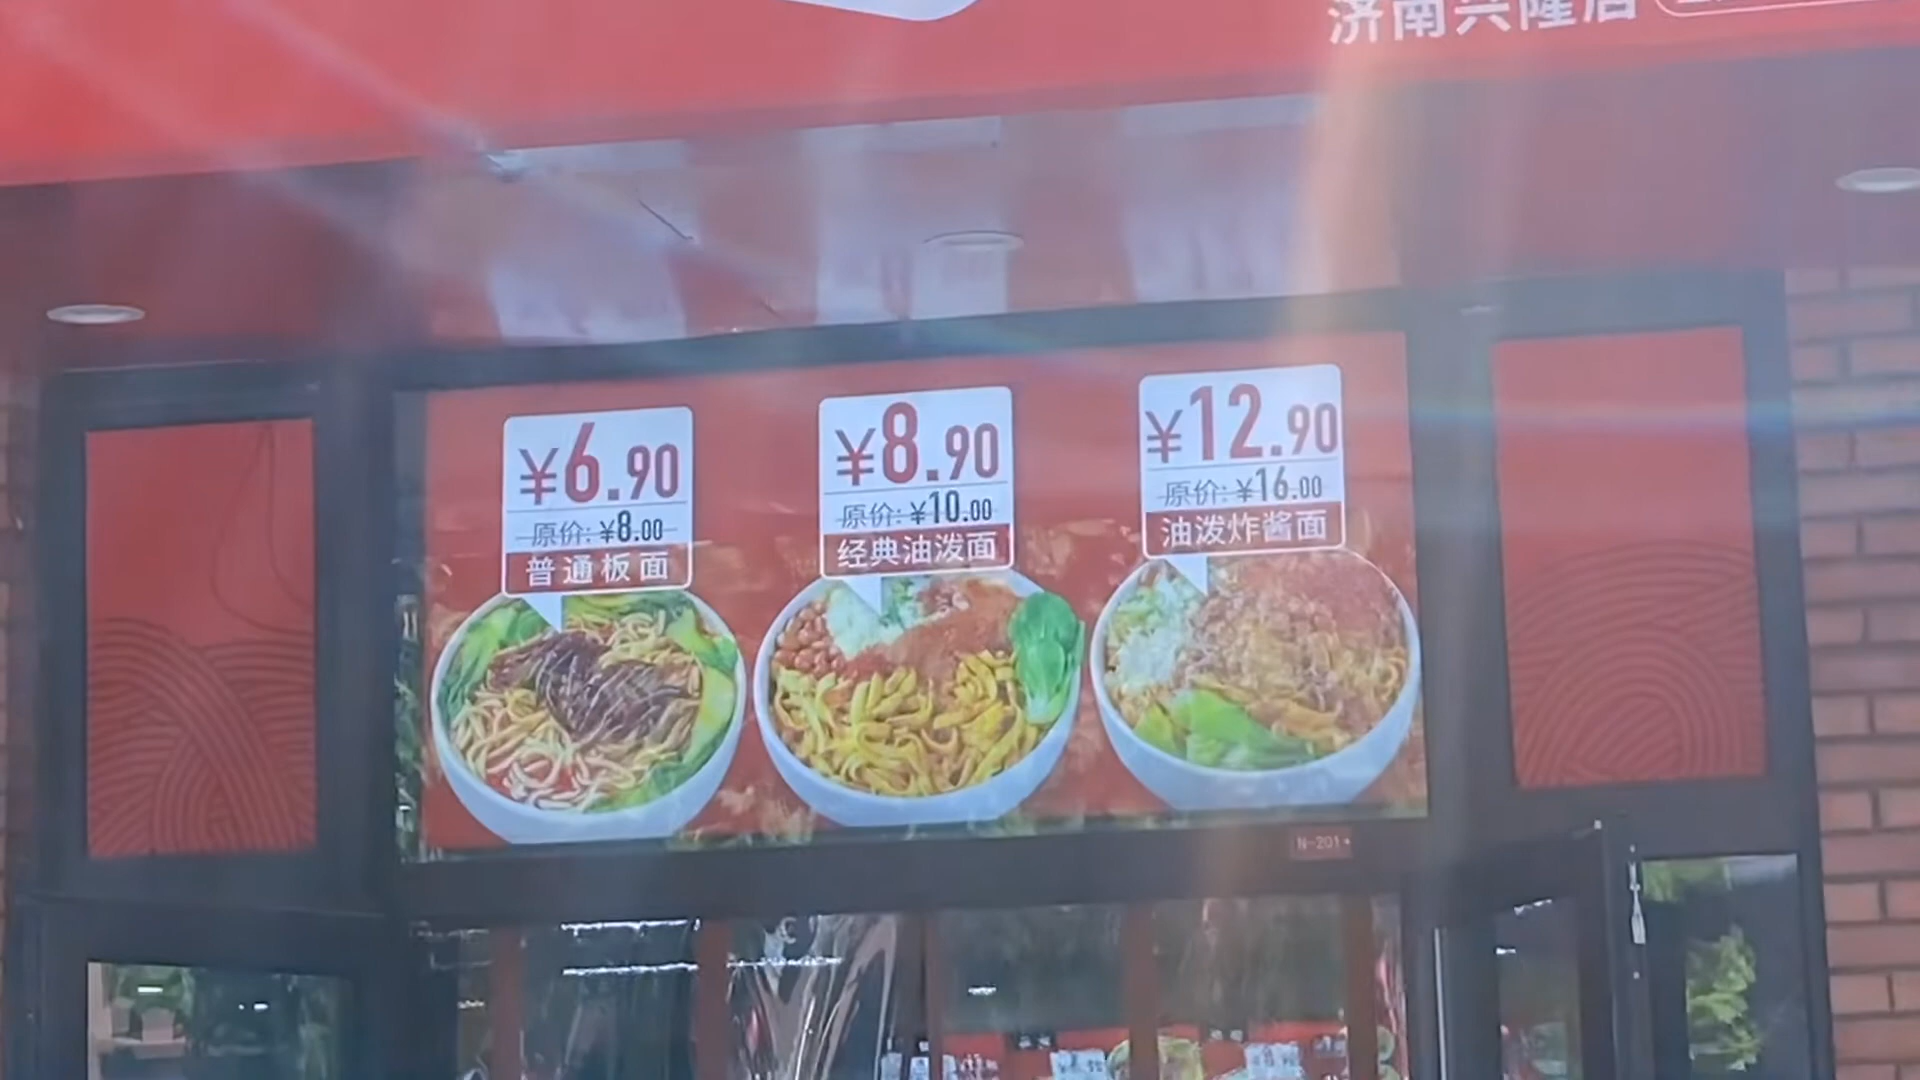 济南兴隆店
¥6.90
原价:¥8.00
普通板面
¥8.90
原价:¥10.00
经典油泼面
¥12.90
原价:¥16.00
油泼炸酱面
N-201